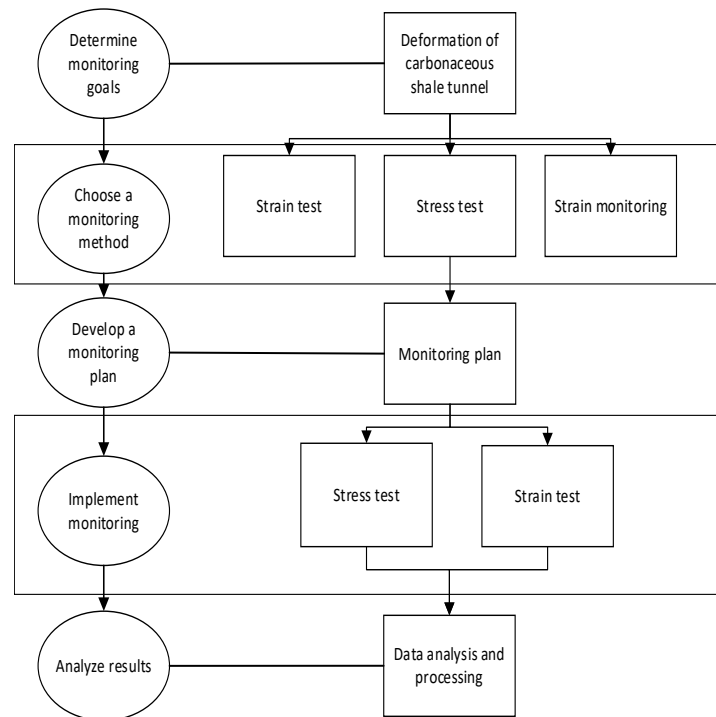 Determine
monitoring
goals
Deformation of
carbonaceous
shale tunnel
Choose a
monitoring
method
Strain test
Stress test
Strain monitoring
Develop a
monitoring
plan
Monitoring plan
Implement
monitoring
Stress test
Strain test
Analyze results
Data analysis and
processing